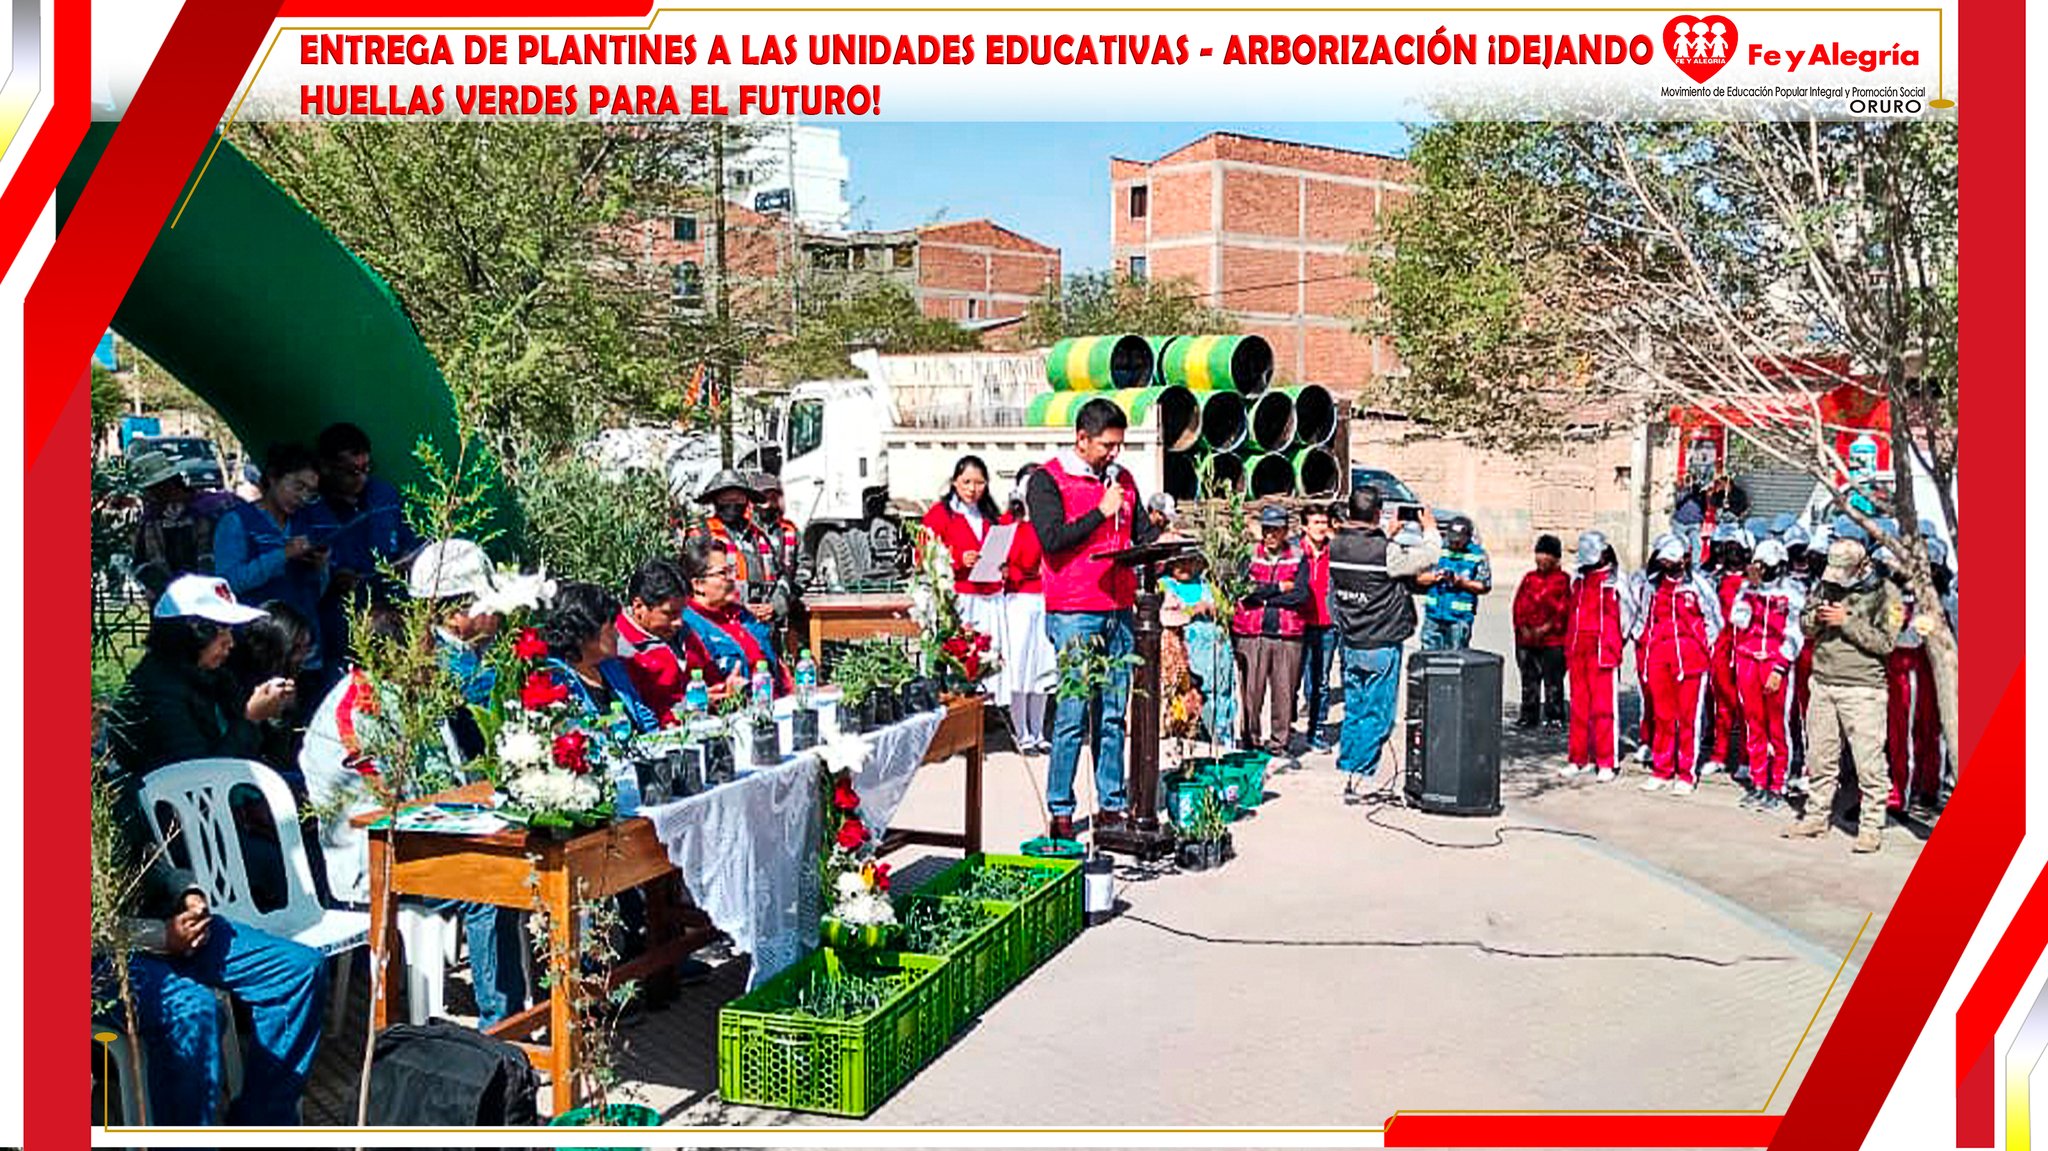 ENTREGA DE PLANTINES A LAS UNIDADES EDUCATIVAS - ARBORIZACIÓN ¡DEJANDO
HUELLAS VERDES PARA EL FUTURO!
FE Y ALEGRIA
Fe y Alegría
Movimiento de Educación Popular Integral y Promoción Social
ORURO